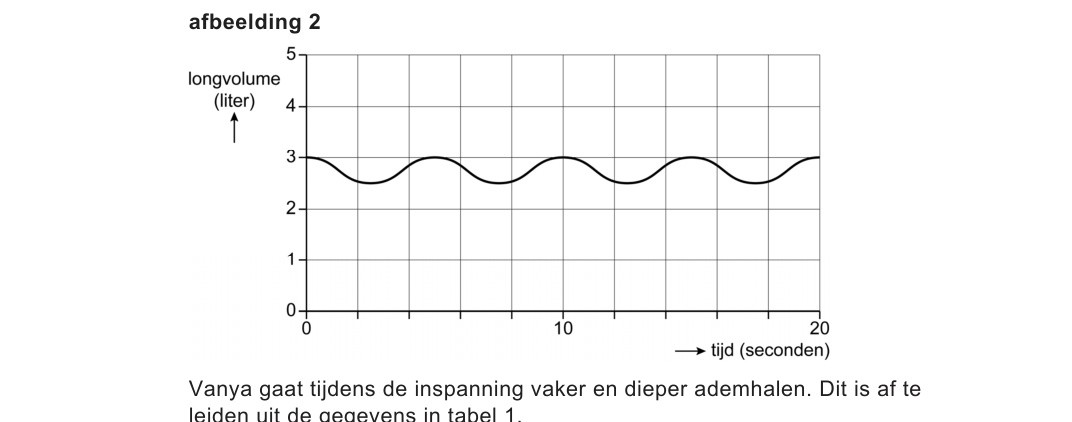 afbeelding 2
5
longvolume
(liter)
4
3
2
1
0
0 10 20
tijd (seconden)
Vanya gaat tijdens de inspanning vaker en dieper ademhalen. Dit is af te
leiden uit de gegevens in tabel 1.